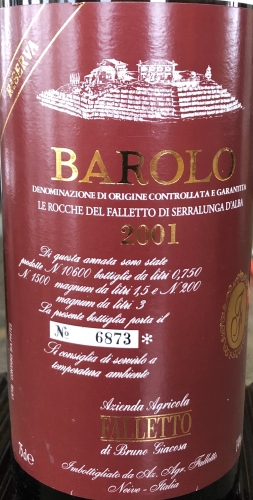 RISERVA
BAROLO
DENOMINAZIONE DI ORIGINE CONTROLLATA E GARANTITA
LE ROCCHE DEL FALLETTO DI SERRALUNGA D'ALBA
2001
Di questa annata sono state
prodotte N 10600 bottiglie da litri 0,750
N 1500 magnum da litri 1,5 e N 200
magnum da litri 3
La presente bottiglia porta il
No 6873 *
Si consiglia di servirlo a
temperatura ambiente
Azienda Agricola
FALLETTO
di Bruno Giacosa
75cl e
Imbottigliato da Az. Agr. Falletto
Neive - Italia